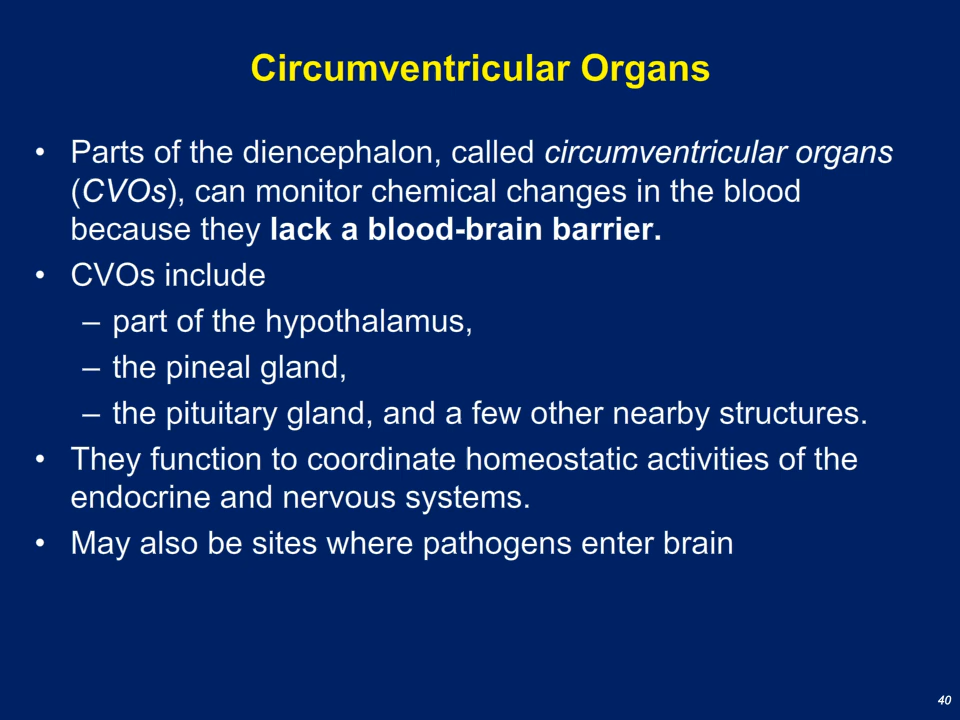 Circumventricular Organs
• Parts of the diencephalon, called circumventricular organs
(CVOs), can monitor chemical changes in the blood
because they lack a blood-brain barrier.
• CVOs include
– part of the hypothalamus,
– the pineal gland,
– the pituitary gland, and a few other nearby structures.
• They function to coordinate homeostatic activities of the
endocrine and nervous systems.
• May also be sites where pathogens enter brain
40